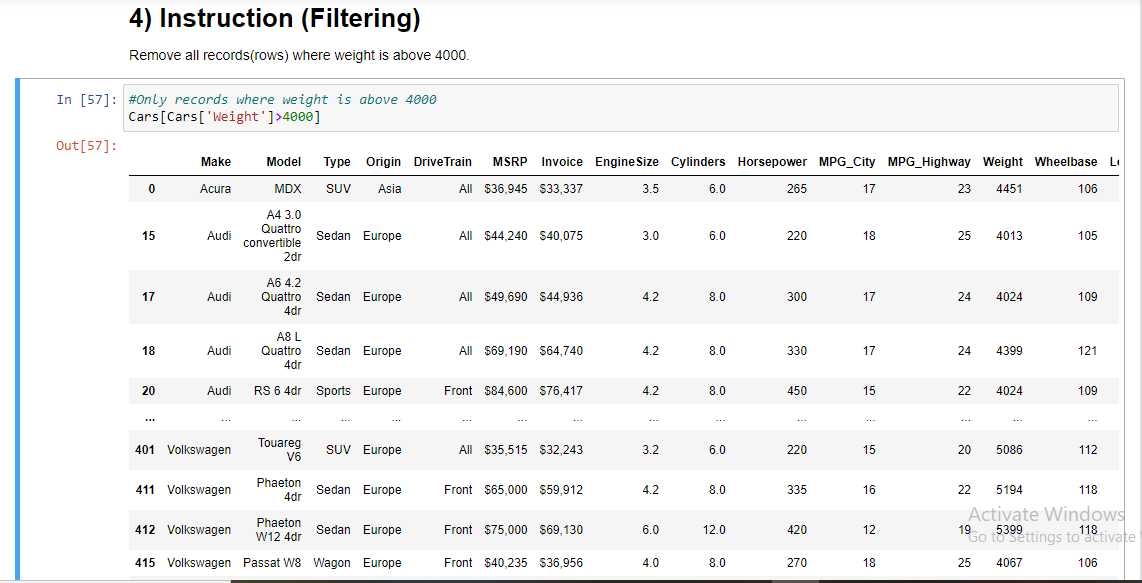 4) Instruction (Filtering)
Remove all records(rows) where weight is above 4000.
In [57]: #Only records where weight is above 4000
Cars[Cars['Weight']>4000]
Out[57]:
Make Model Type Origin DriveTrain MSRP Invoice EngineSize Cylinders Horsepower MPG_City MPG_Highway Weight Wheelbase
0 Acura MDX SUV Asia All $36,945 $33,337 3.5 6.0 265 17 23 4451 106
A4 3.0
Quattro
15 Audi convertible Sedan Europe All $44,240 $40,075 3.0 6.0 220 18 25 4013 105
2dr
A6 4.2
17 Audi Quattro Sedan Europe All $49,690 $44,936 4.2 8.0 300 17 24 4024 109
4dr
A8 L
18 Audi Quattro Sedan Europe All $69,190 $64,740 4.2 8.0 330 17 24 4399 121
4dr
20 Audi RS 6 4dr Sports Europe Front $84,600 $76,417 4.2 8.0 450 15 22 4024 109
... ... ... ... ... ... ... ... ... ... ... ... ... ... ...
401 Volkswagen Touareg V6 SUV Europe All $35,515 $32,243 3.2 6.0 220 15 20 5086 112
411 Volkswagen Phaeton 4dr Sedan Europe Front $65,000 $59,912 4.2 8.0 335 16 22 5194 118
412 Volkswagen Phaeton W12 4dr Sedan Europe Front $75,000 $69,130 6.0 12.0 420 12 19 5399 118
415 Volkswagen Passat W8 Wagon Europe Front $40,235 $36,956 4.0 8.0 270 18 25 4067 106
Activate Windows
Go to Settings to activate